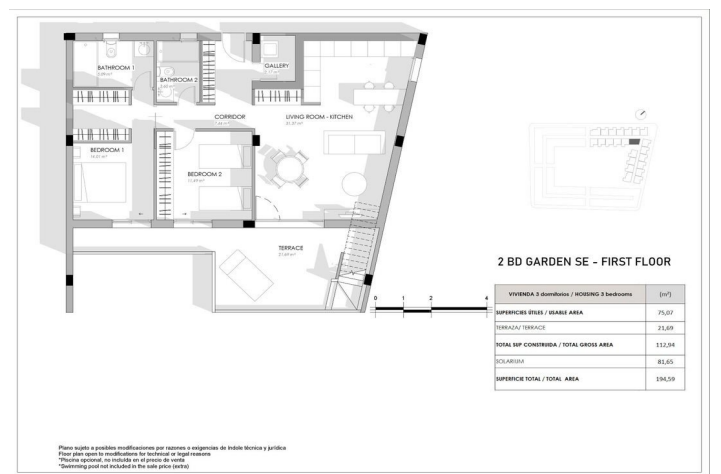 BATHROOM 1
BATHROOM 2
GALLERY
CORRIDOR
LIVING ROOM - KITCHEN
BEDROOM 1
BEDROOM 2
TERRACE
0 1 2 4
2 BD GARDEN SE - FIRST FLOOR
VIVIENDA 3 dormitorios / HOUSING 3 bedrooms (m²)
SUPERFICIES ÚTILES / USABLE AREA 75,07
TERRAZA/ TERRACE 21,69
TOTAL SUP CONSTRUIDA / TOTAL GROSS AREA 112,94
SOLARIUM 81,65
SUPERFICIE TOTAL / TOTAL AREA 194,59
Plano sujeto a posibles modificaciones por razones o exigencias de índole técnica y jurídica
Floor plan open to modifications for technical or legal reasons
*Piscina opcional, no incluida en el precio de venta
*Swimming pool not included in the sale price (extra)